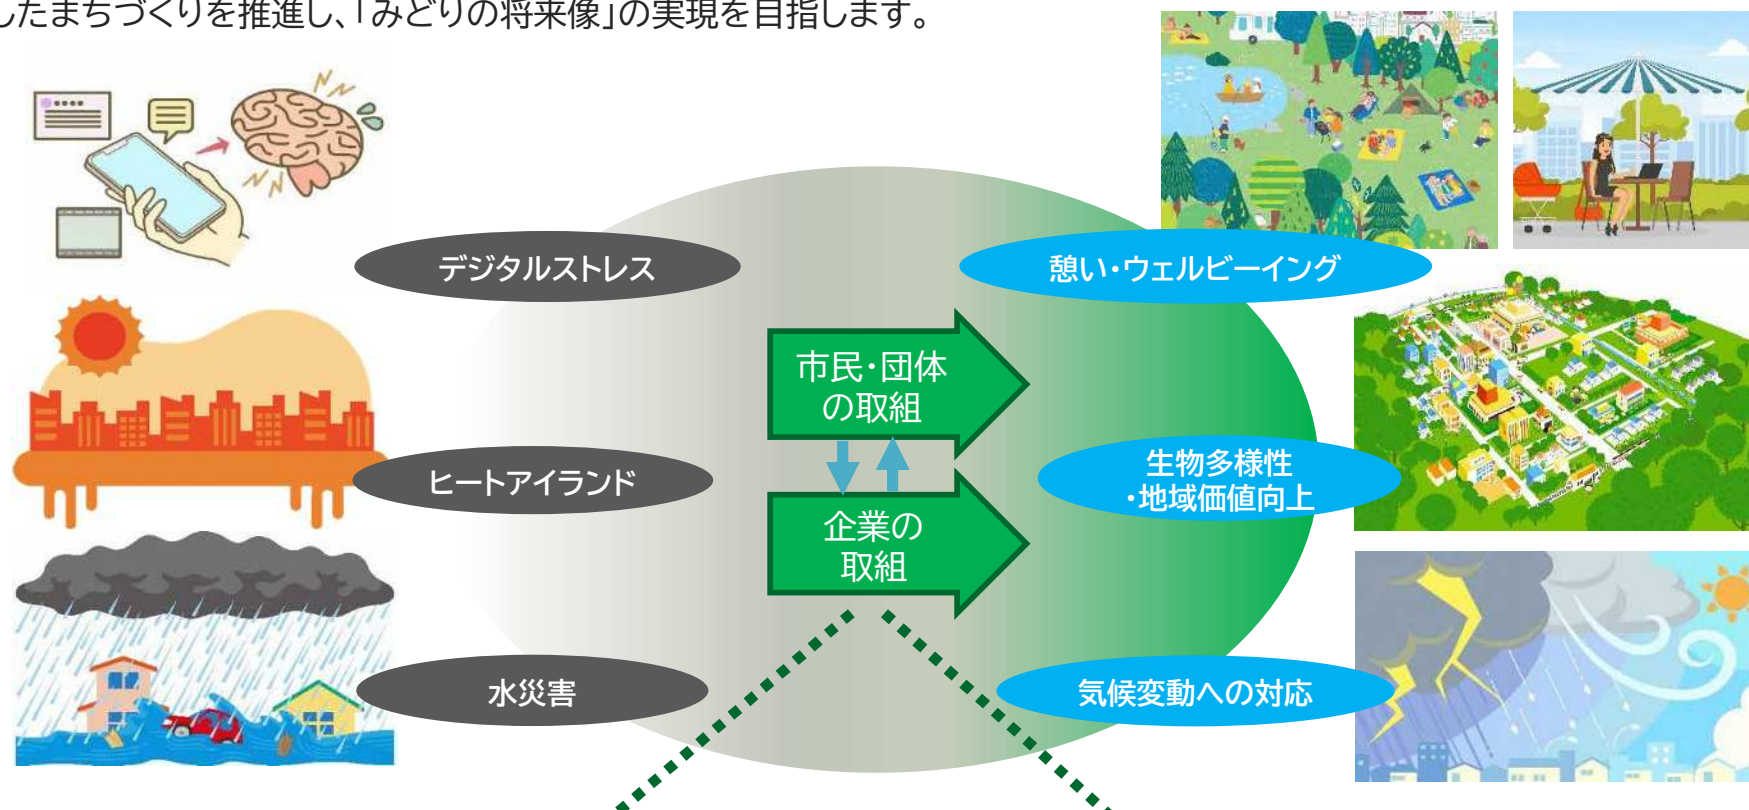 したまちづくりを推進し、「みどりの将来像」の実現を目指します。
デジタルストレス
憩い・ウェルビーイング
市民・団体
の取組
ヒートアイランド
生物多様性
・地域価値向上
企業の
取組
水災害
気候変動への対応